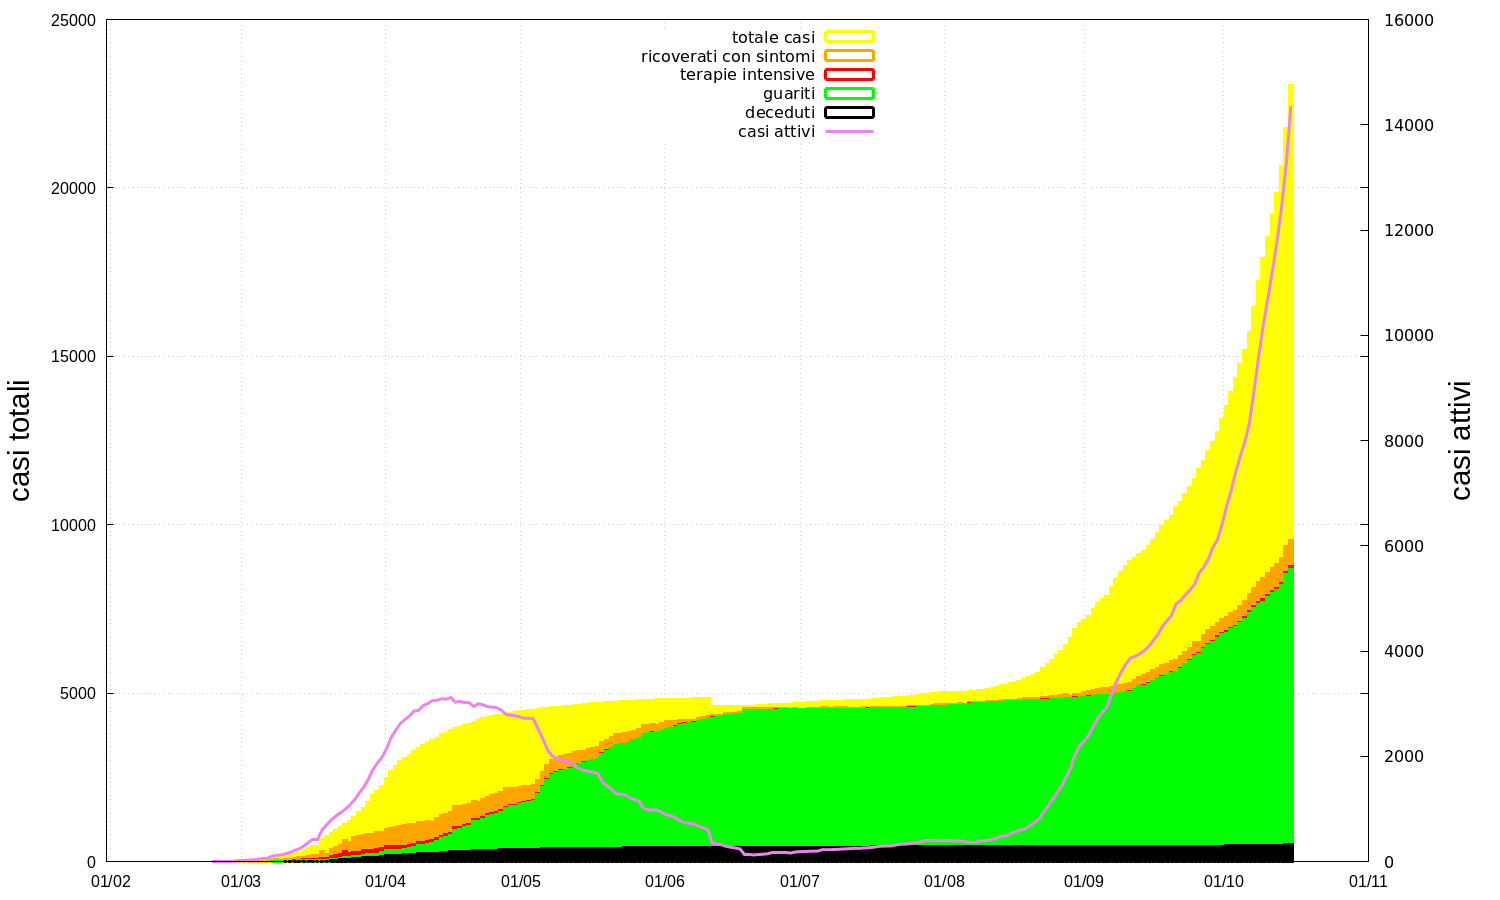 totale casi
ricoverati con sintomi
terapie intensive
guariti
deceduti
casi attivi
25000
20000
15000
10000
5000
0
casi totali
16000
14000
12000
10000
8000
6000
4000
2000
0
casi attivi
01/02 01/03 01/04 01/05 01/06 01/07 01/08 01/09 01/10 01/11